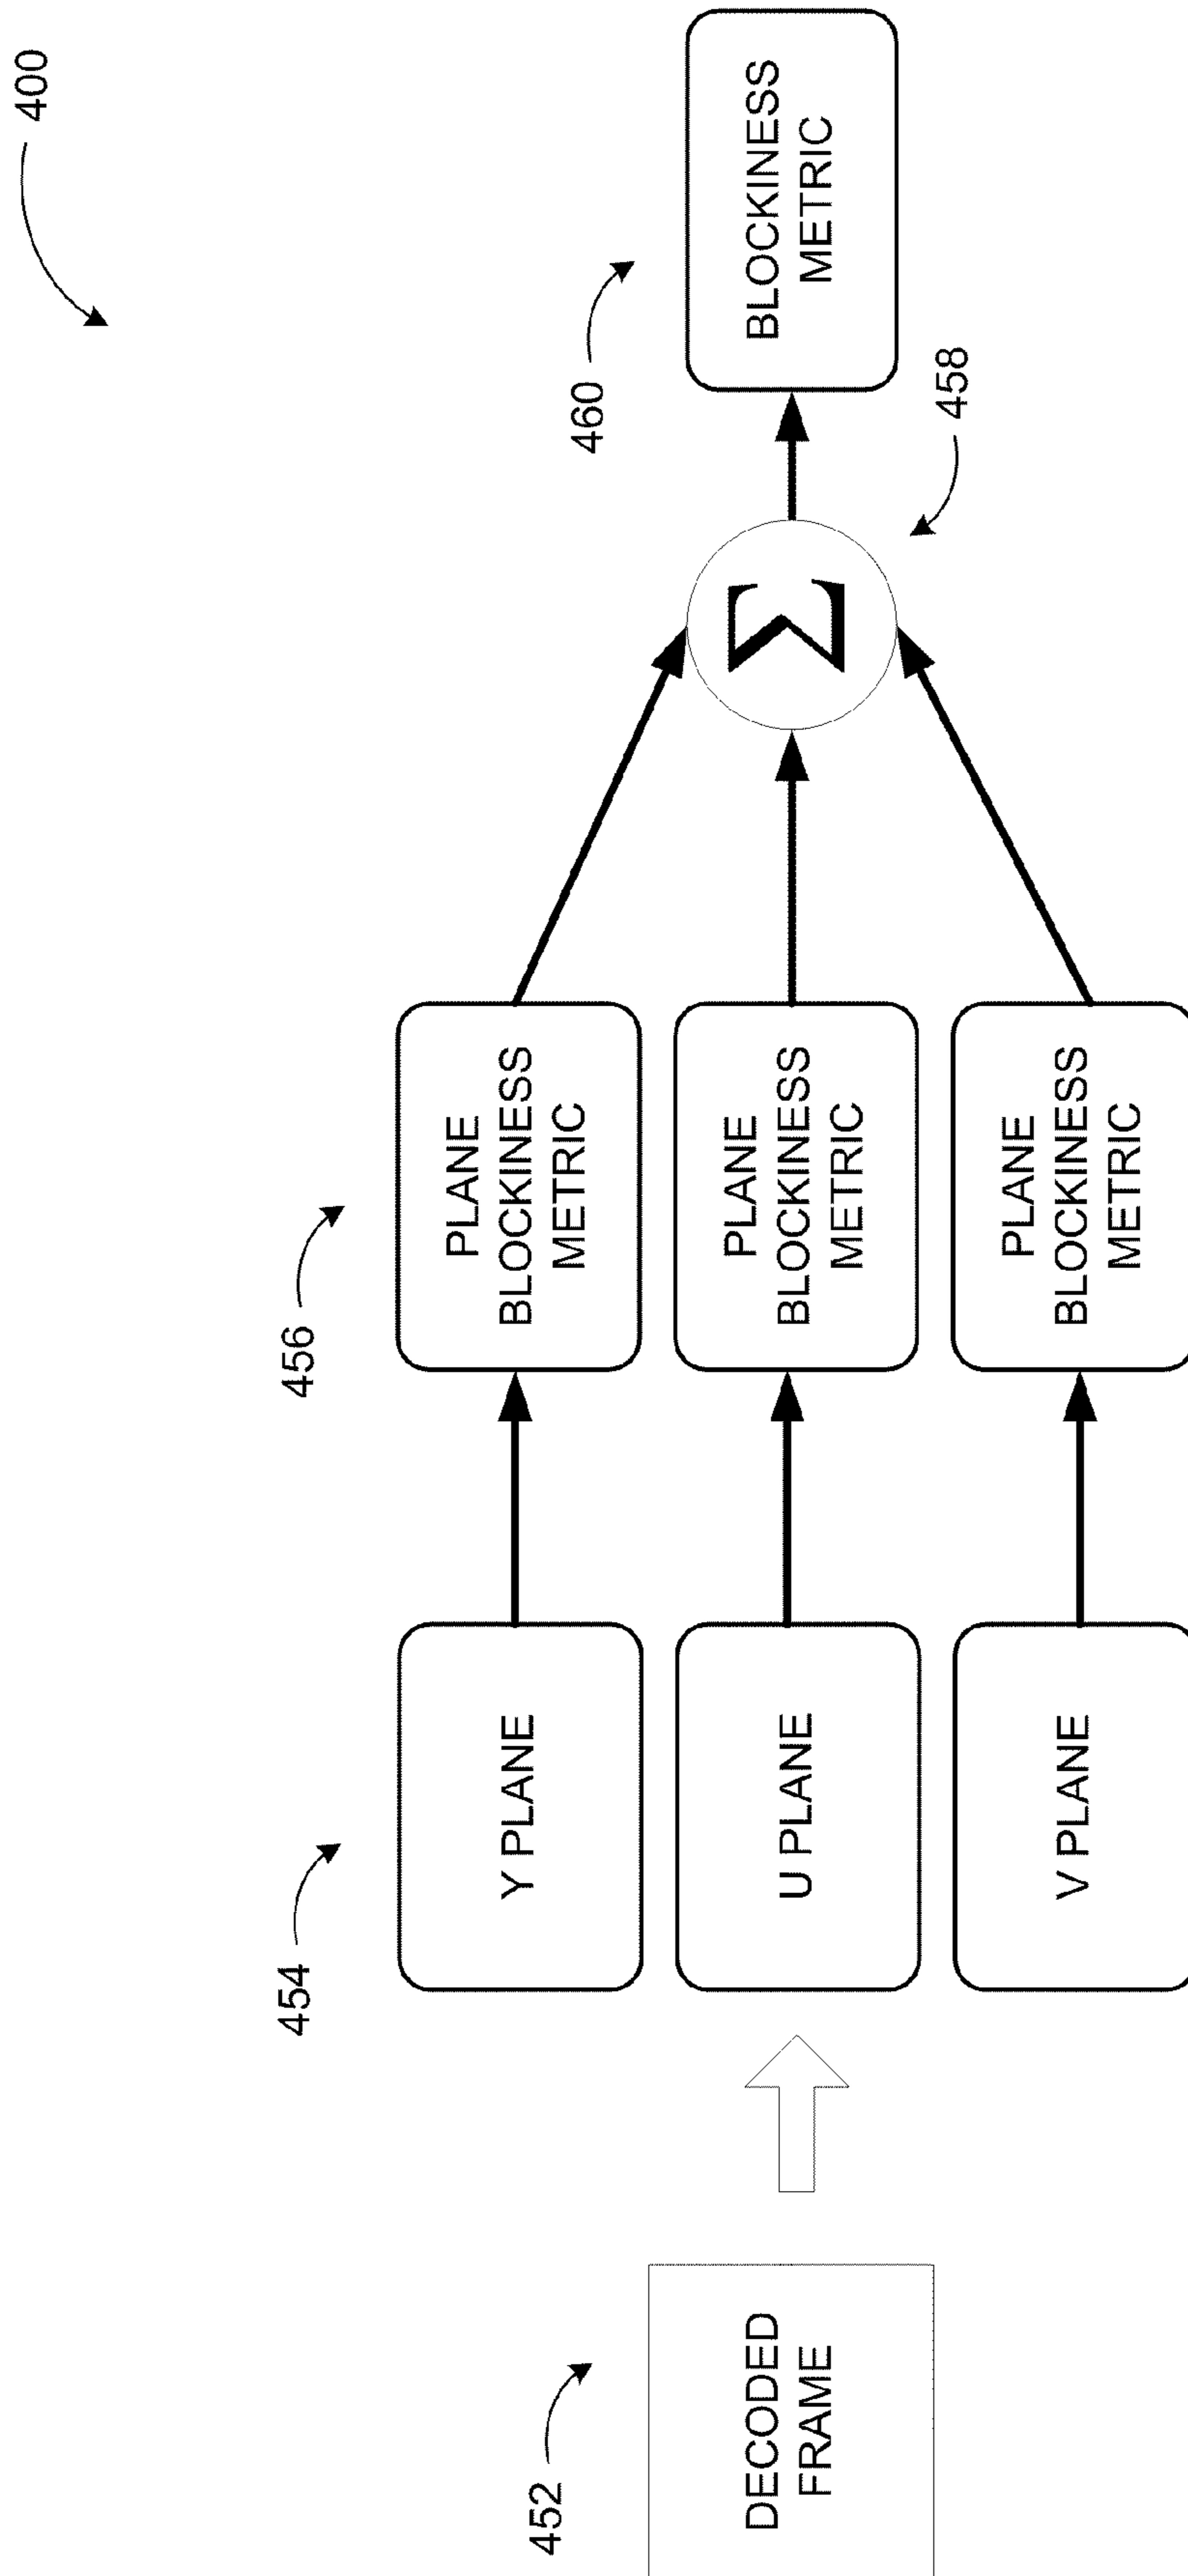 400
452
DECODED
FRAME
454
Y PLANE
U PLANE
V PLANE
456
PLANE
BLOCKINESS
METRIC
PLANE
BLOCKINESS
METRIC
PLANE
BLOCKINESS
METRIC
Σ
458
460
BLOCKINESS
METRIC